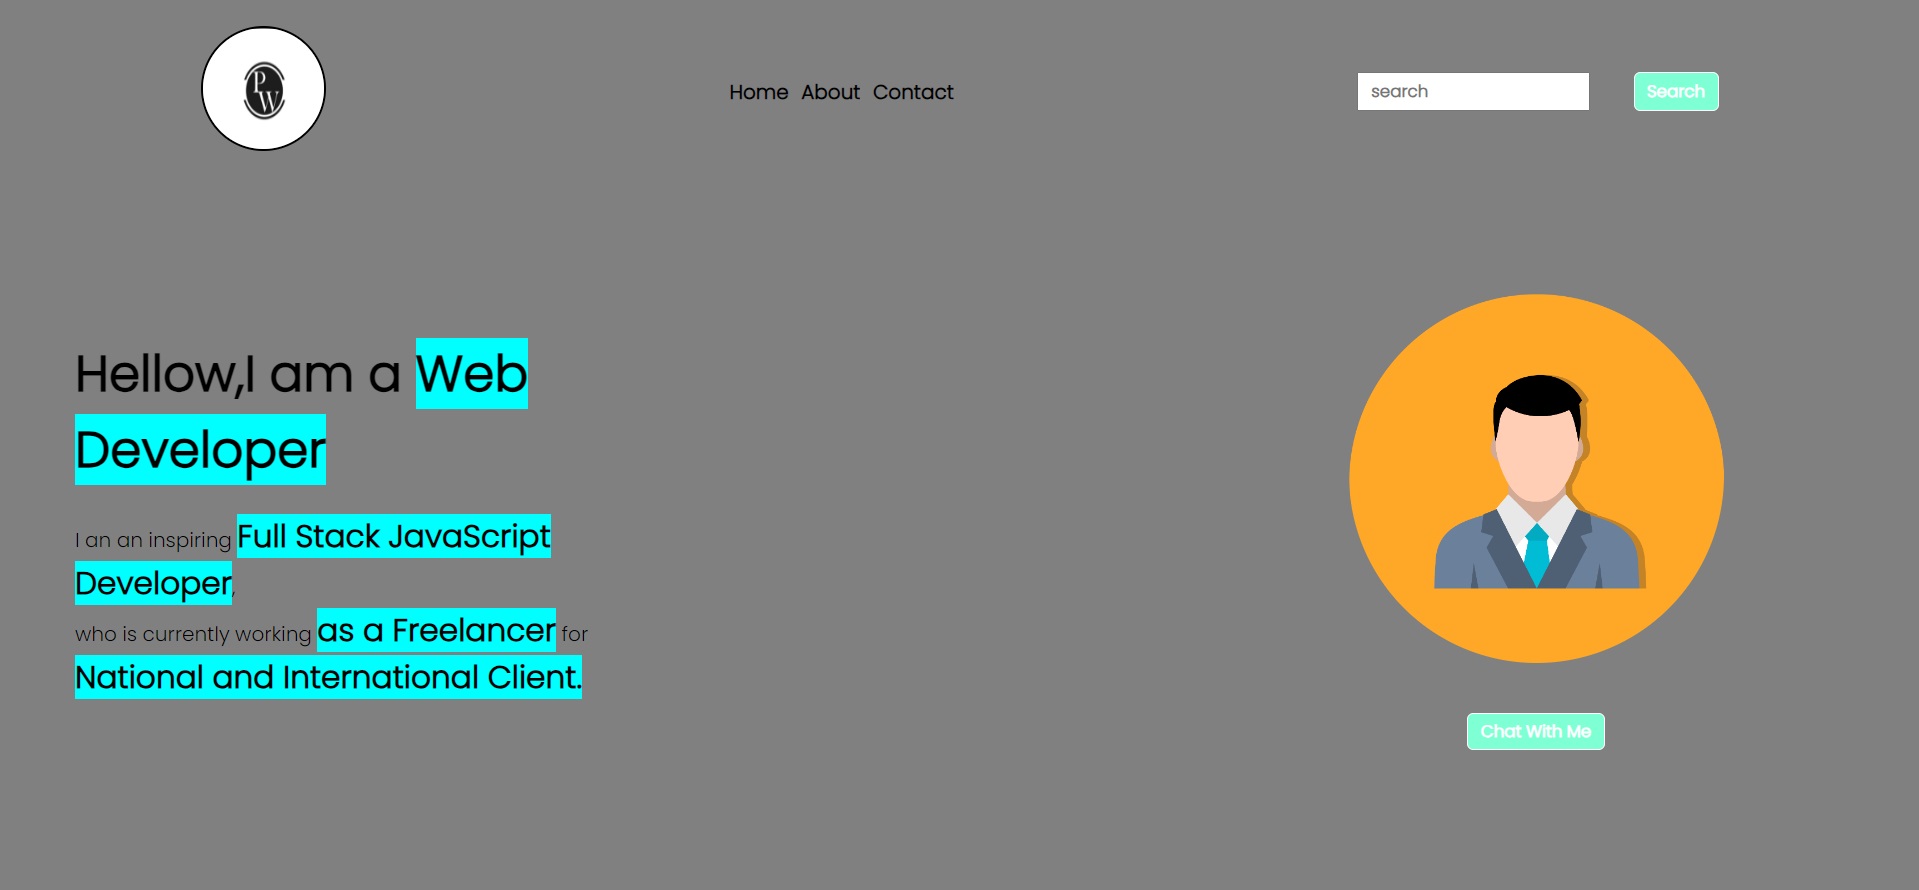 PW
Home About Contact
search
Search
Hellow,I am a Web
Developer
I an an inspiring Full Stack JavaScript
Developer,
who is currently working as a Freelancer for
National and International Client.
Chat With Me